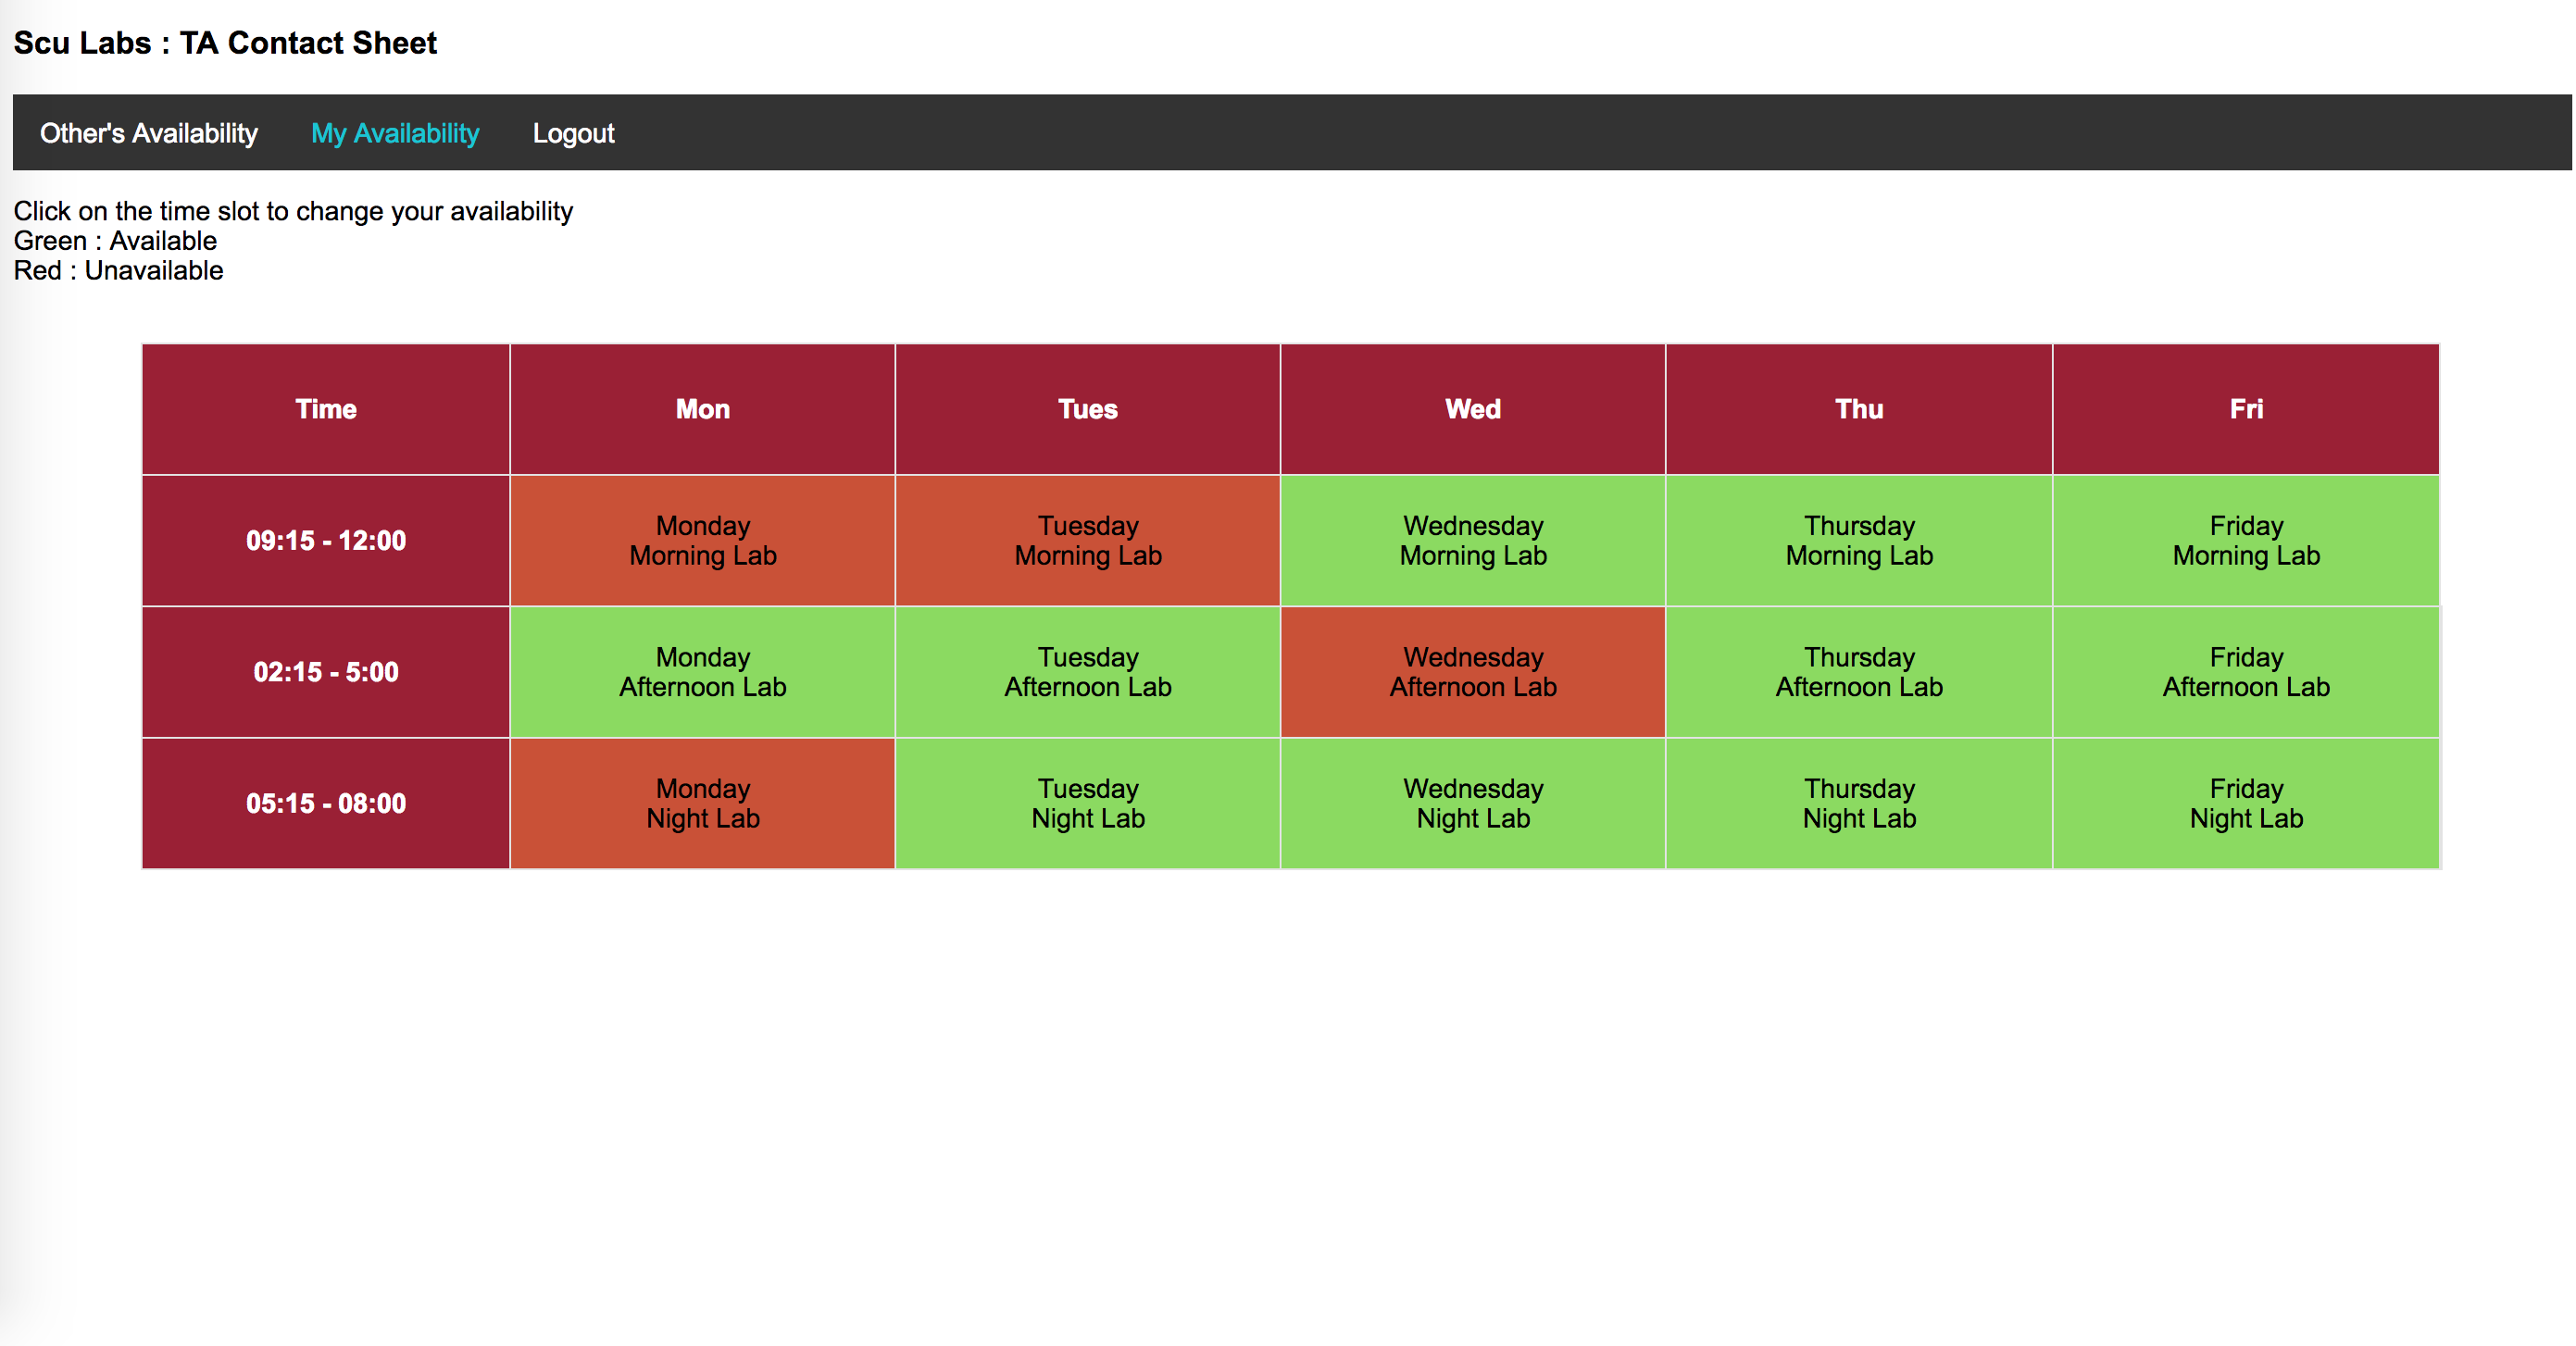 Scu Labs : TA Contact Sheet
Other's Availability My Availability Logout
Click on the time slot to change your availability
Green : Available
Red : Unavailable
Time Mon Tues Wed Thu Fri
09:15 - 12:00
Monday
Morning Lab
Tuesday
Morning Lab
Wednesday
Morning Lab
Thursday
Morning Lab
Friday
Morning Lab
02:15 - 5:00
Monday
Afternoon Lab
Tuesday
Afternoon Lab
Wednesday
Afternoon Lab
Thursday
Afternoon Lab
Friday
Afternoon Lab
05:15 - 08:00
Monday
Night Lab
Tuesday
Night Lab
Wednesday
Night Lab
Thursday
Night Lab
Friday
Night Lab